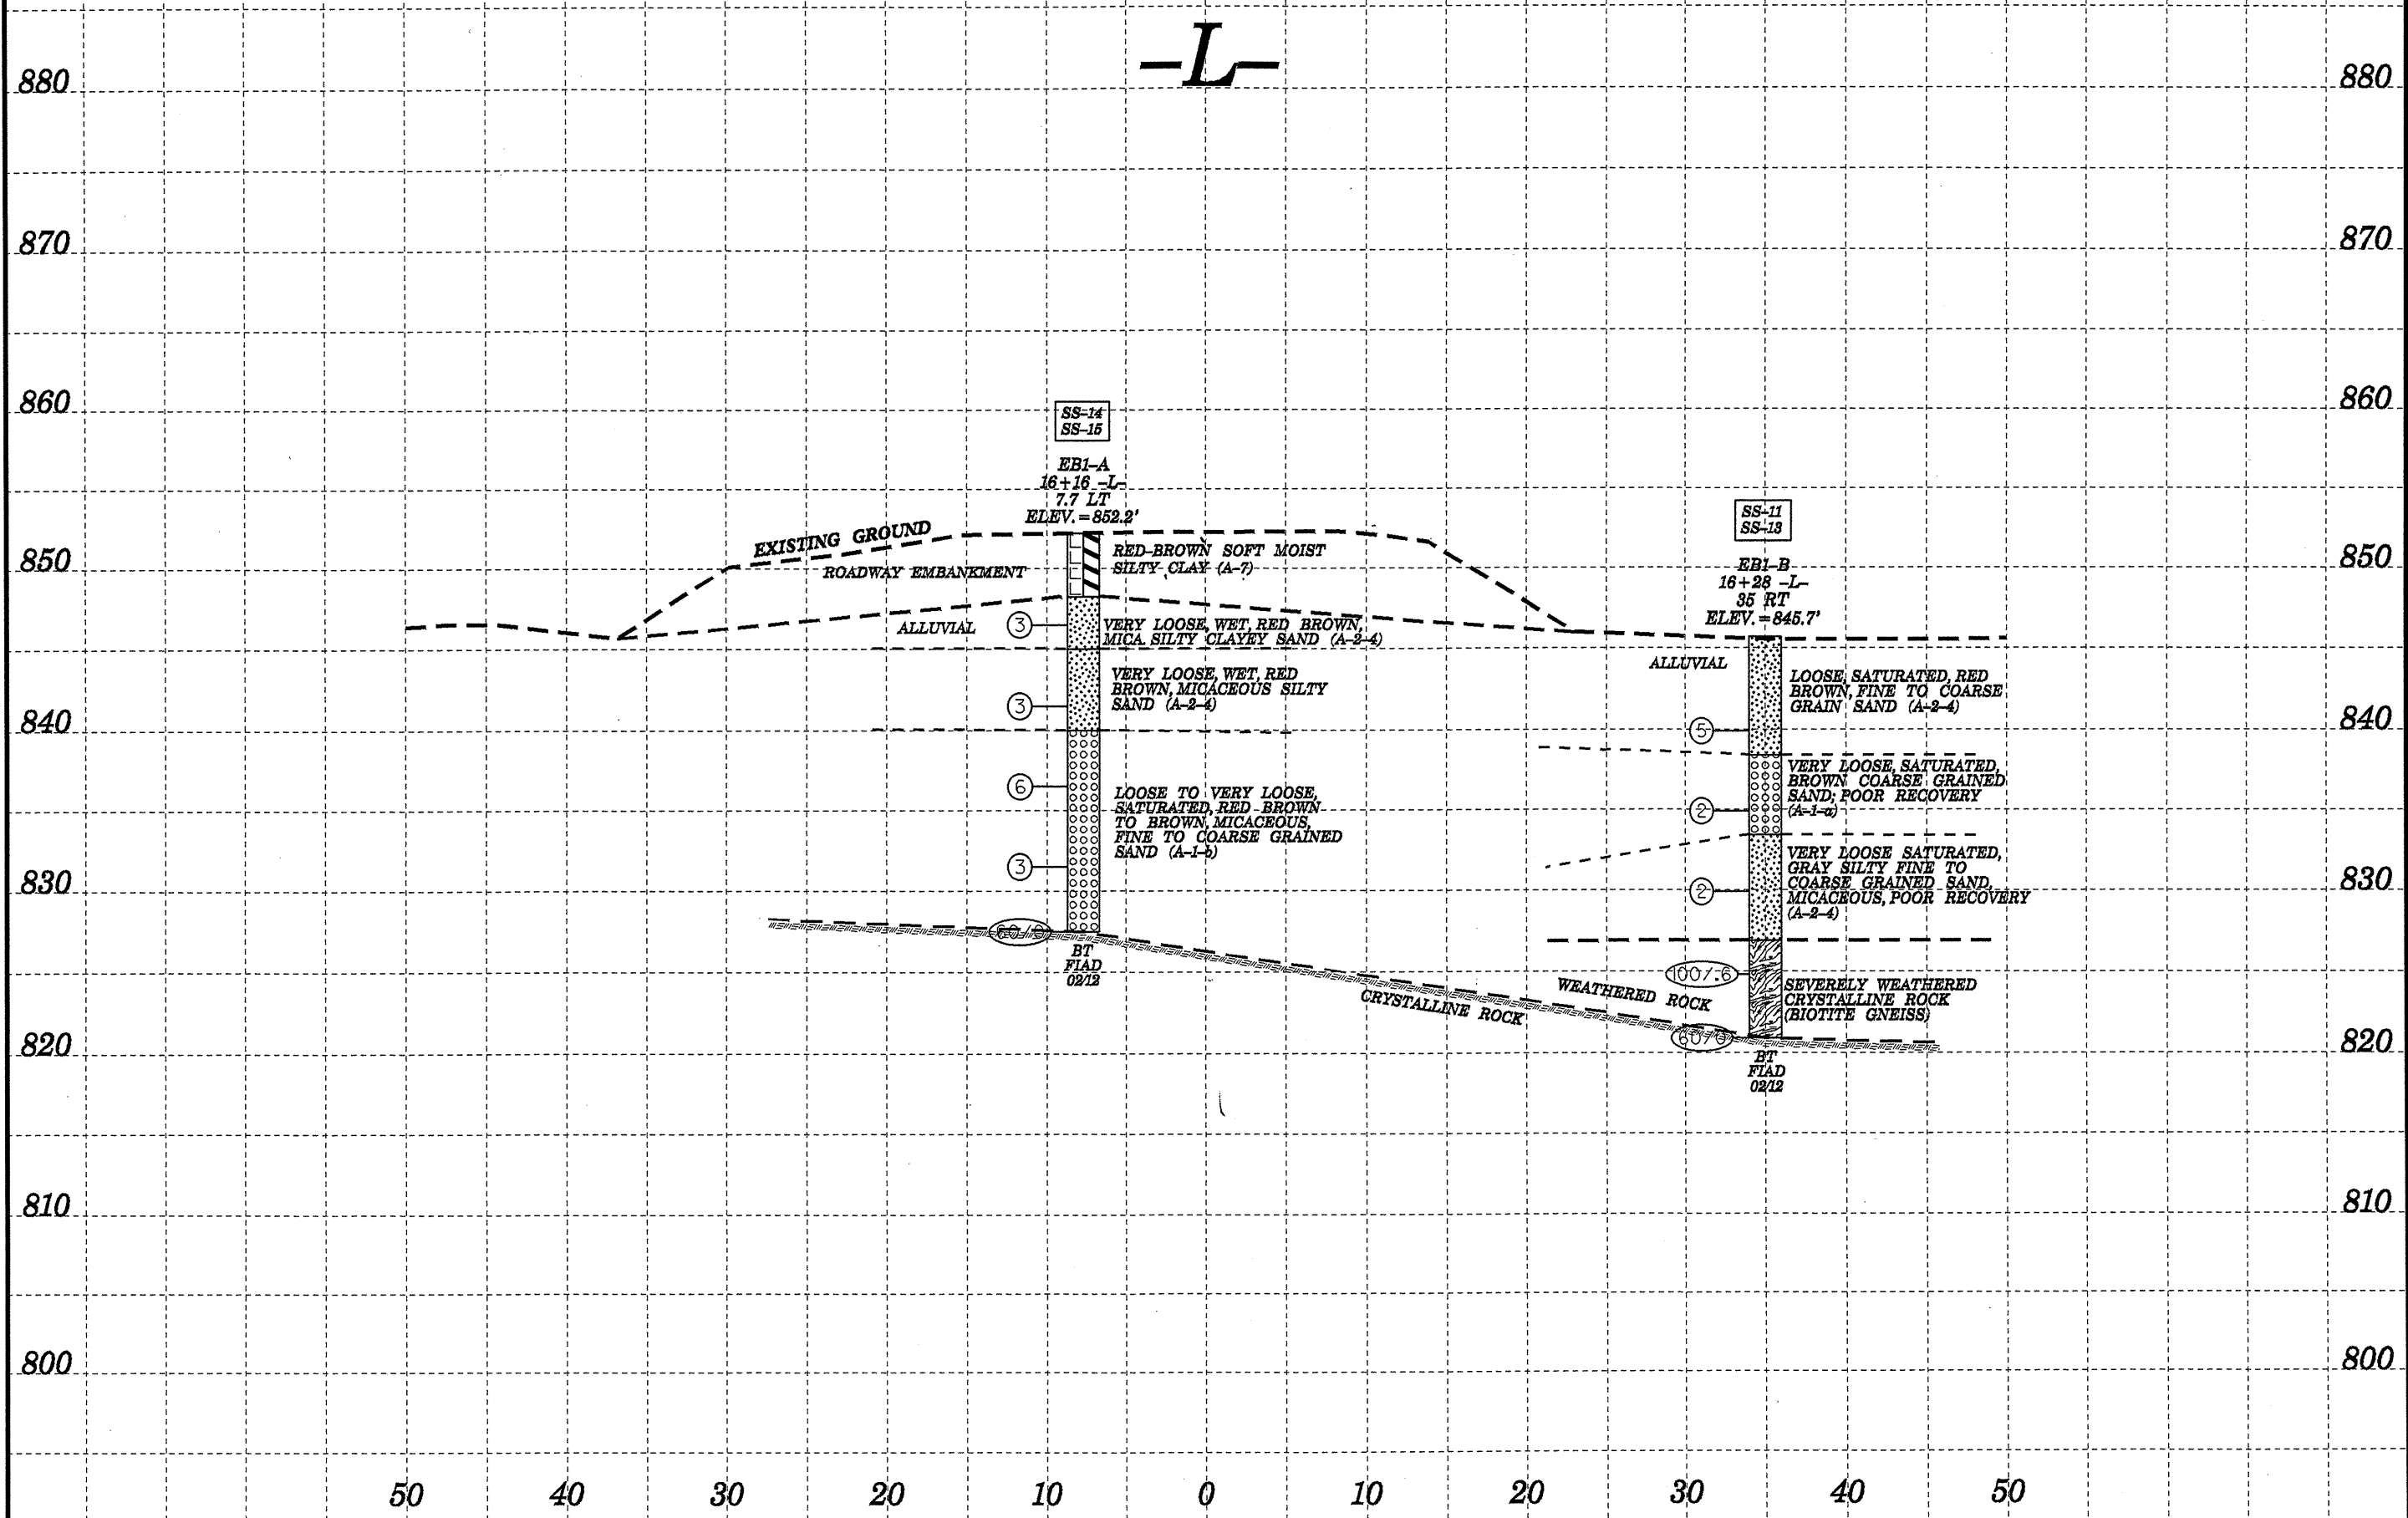 -L-
880 880
870 870
860 860
850 850
840 840
830 830
820 820
810 810
800 800
SS-14
SS-15
EB1-A
16+16 -L-
7.7 LT
ELEV.=852.2'
EXISTING GROUND
ROADWAY EMBANKMENT
RED-BROWN SOFT MOIST
SILTY CLAY (A-7)
ALLUVIAL
3
VERY LOOSE, WET, RED BROWN,
MICA. SILTY CLAYEY SAND (A-2-4)
VERY LOOSE, WET, RED
BROWN, MICACEOUS SILTY
SAND (A-2-4)
3
6
LOOSE TO VERY LOOSE,
SATURATED, RED BROWN
TO BROWN, MICACEOUS,
FINE TO COARSE GRAINED
SAND (A-1-b)
3
60/0
BT
FIAD
02/12
CRYSTALLINE ROCK
WEATHERED ROCK
SS-11
SS-13
EB1-B
16+28 -L-
35 RT
ELEV.=845.7'
ALLUVIAL
LOOSE, SATURATED, RED
BROWN, FINE TO COARSE
GRAIN SAND (A-2-4)
5
VERY LOOSE, SATURATED,
BROWN COARSE GRAINED
SAND; POOR RECOVERY
(A-1-a)
2
VERY LOOSE SATURATED,
GRAY SILTY FINE TO
COARSE GRAINED SAND,
MICACEOUS, POOR RECOVERY
(A-2-4)
2
100/.6
SEVERELY WEATHERED
CRYSTALLINE ROCK
(BIOTITE GNEISS)
60/0
BT
FIAD
02/12
50 40 30 20 10 0 10 20 30 40 50